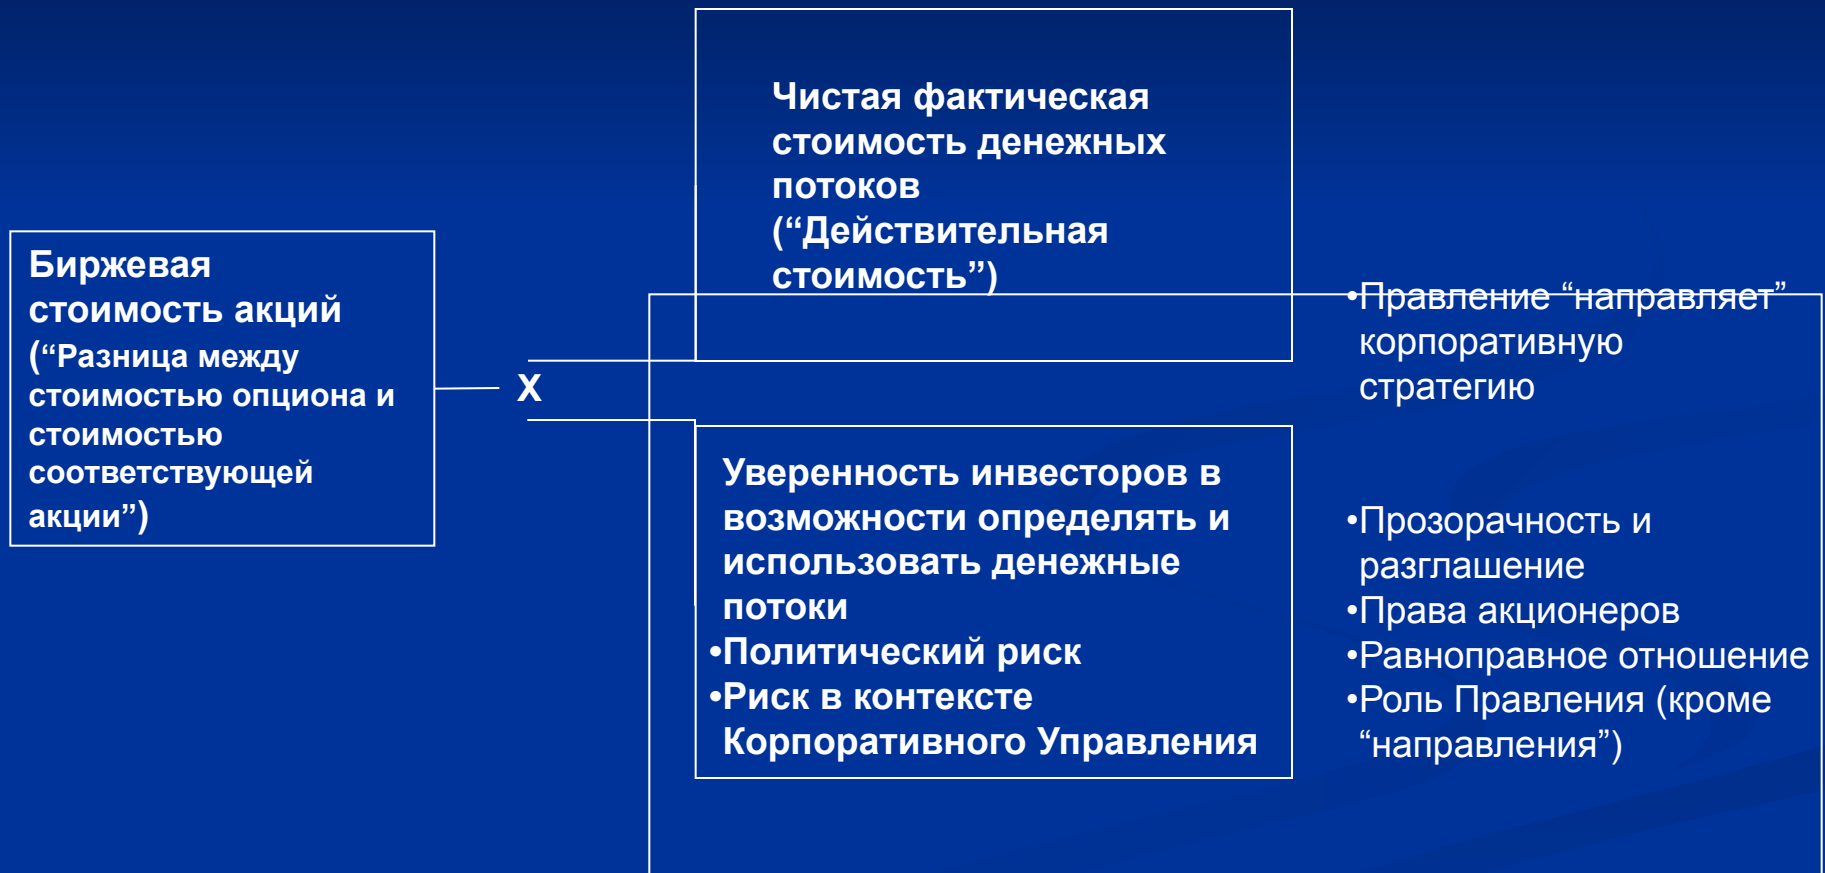 Чистая фактическая
стоимость денежных
потоков
(“Действительная
стоимость”)
Биржевая
стоимость акций
(“Разница между
стоимостью опциона и
стоимостью
соответствующей
акции”)
X
•Правление “направляет”
корпоративную
стратегию
Уверенность инвесторов в
возможности определять и
использовать денежные
потоки
•Политический риск
•Риск в контексте
Корпоративного Управления
•Прозорачность и
разглашение
•Права акционеров
•Равноправное отношение
•Роль Правления (кроме
“направления”)